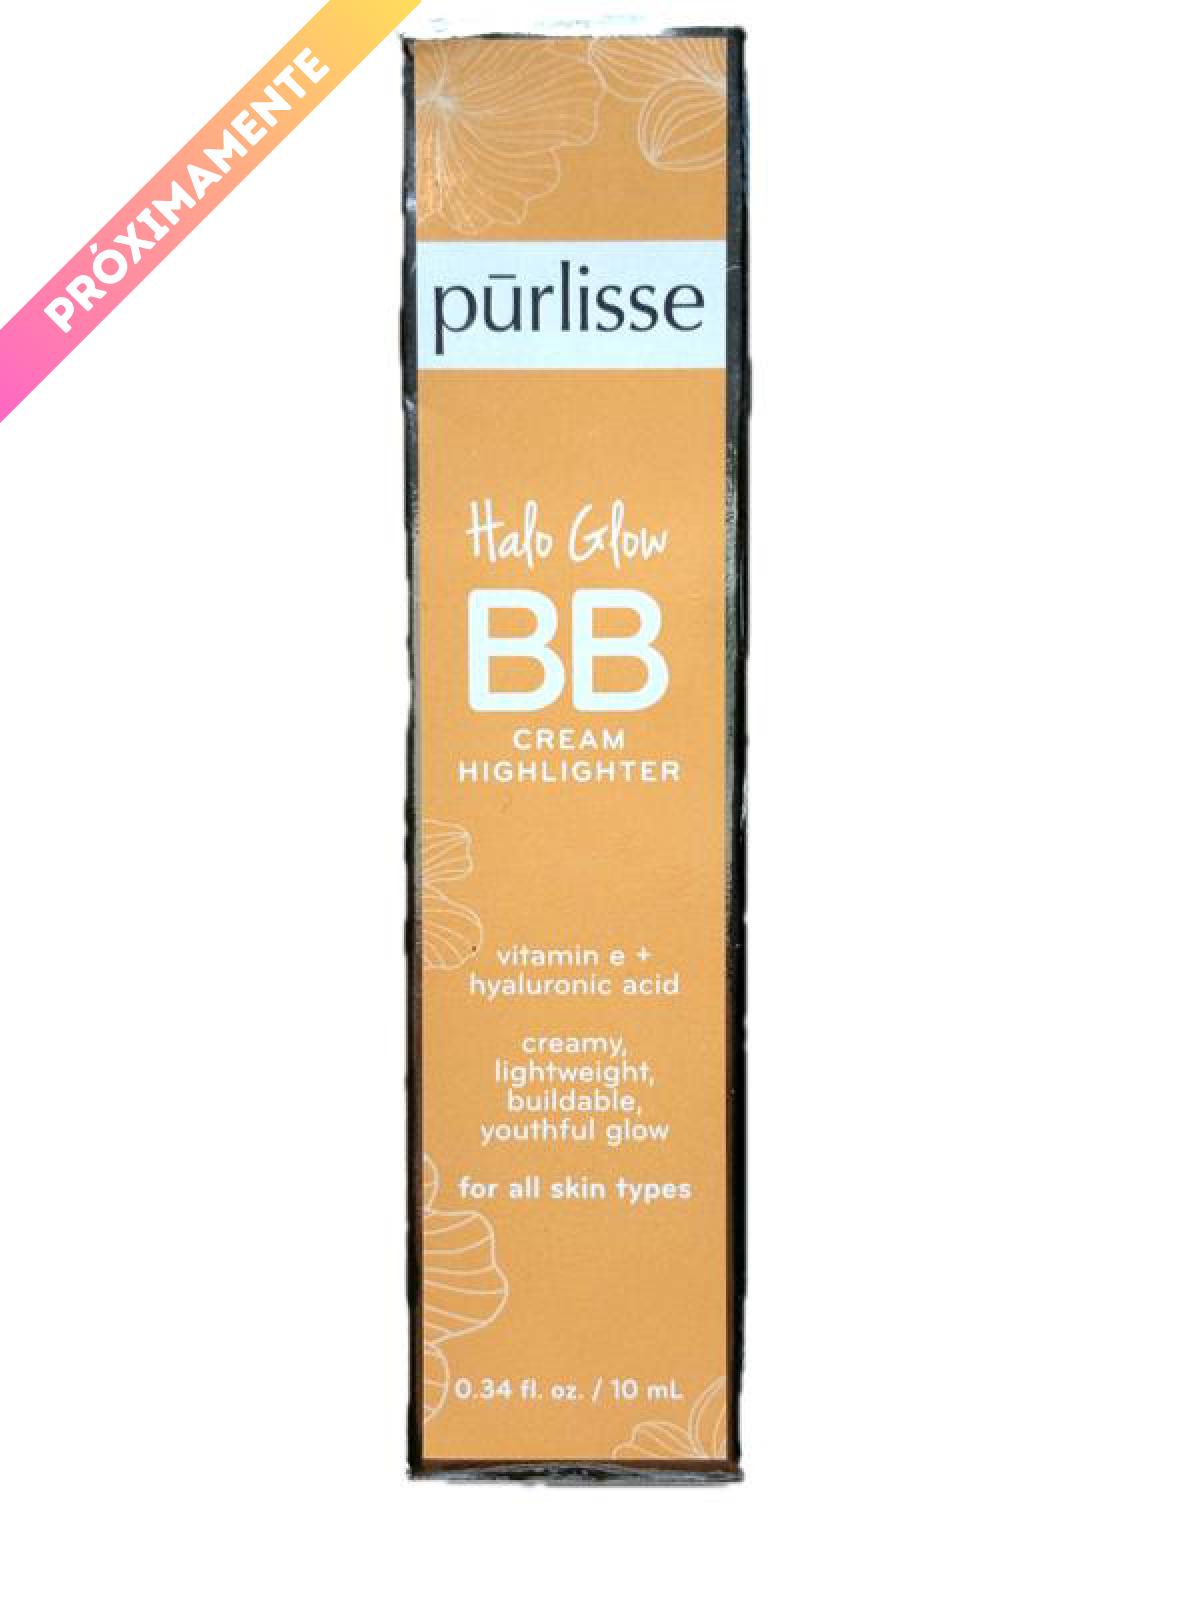 PRÓXIMAMENTE
pūrlisse
Halo Glow
BB
CREAM
HIGHLIGHTER
vitamin e +
hyaluronic acid
creamy,
lightweight,
buildable,
youthful glow
for all skin types
0.34 fl. oz. / 10 mL